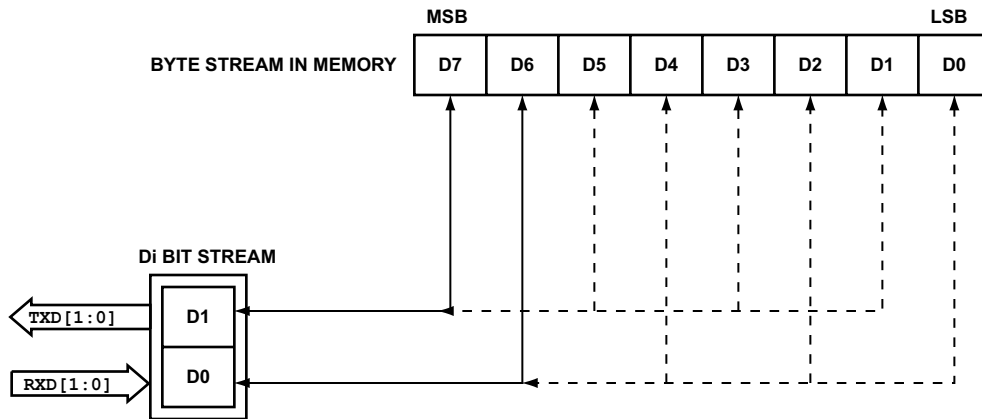 MSB LSB
BYTE STREAM IN MEMORY D7 D6 D5 D4 D3 D2 D1 D0
Di BIT STREAM
TXD[1:0] D1
RXD[1:0] D0